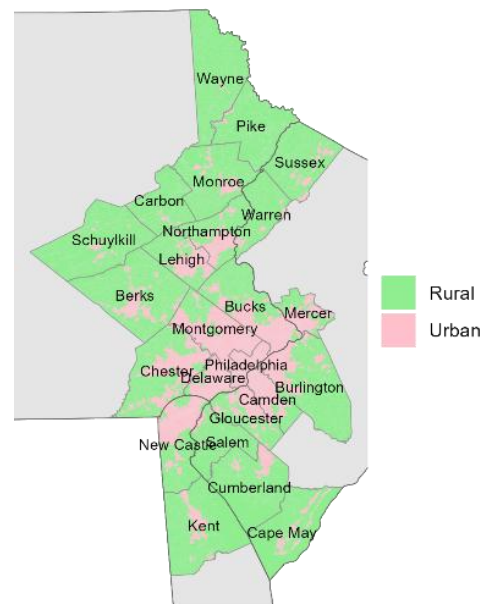 Wayne
Pike
Sussex
Monroe
Carbon
Warren
Northampton
Schuylkill
Lehigh
Berks
Bucks
Mercer
Rural
Montgomery
Urban
Philadelphia
Chester
Delaware
Burlington
Camden
Gloucester
Salem
New Castle
Cumberland
Kent
Cape May